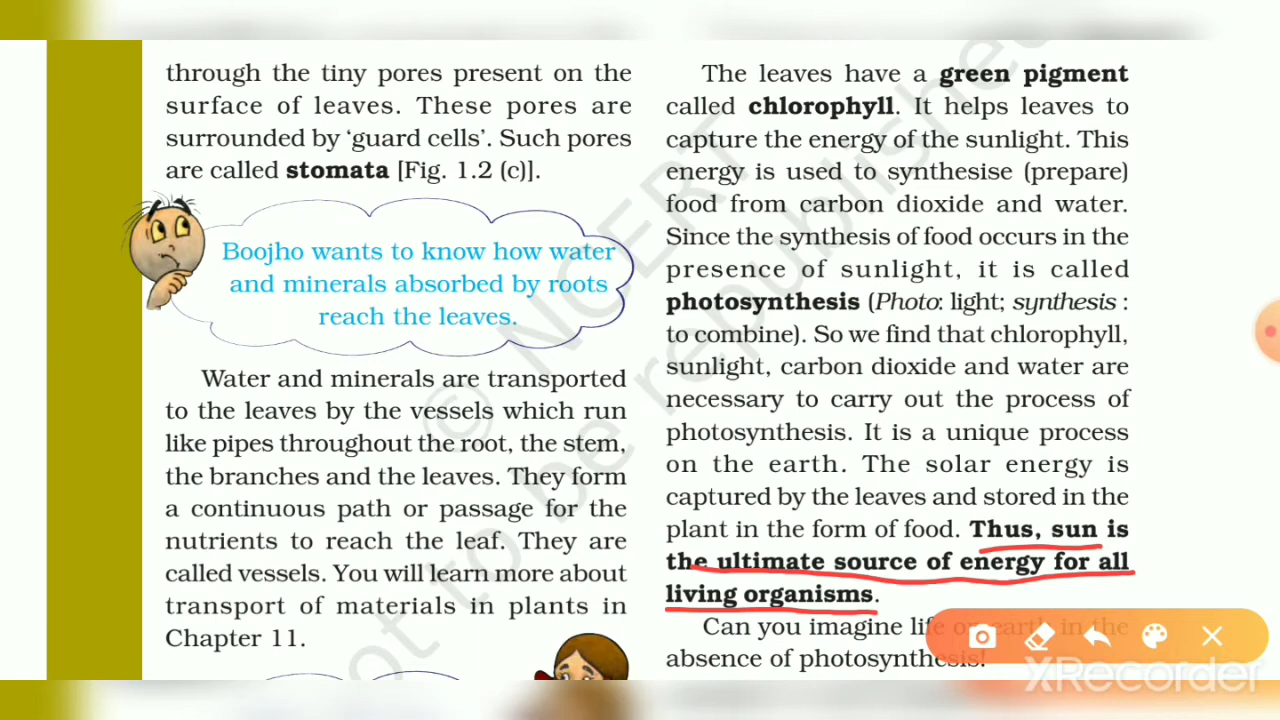 through the tiny pores present on the
surface of leaves. These pores are
surrounded by 'guard cells'. Such pores
are called stomata [Fig. 1.2 (c)].
Boojho wants to know how water
and minerals absorbed by roots
reach the leaves.
Water and minerals are transported
to the leaves by the vessels which run
like pipes throughout the root, the stem,
the branches and the leaves. They form
a continuous path or passage for the
nutrients to reach the leaf. They are
called vessels. You will learn more about
transport of materials in plants in
Chapter 11.
The leaves have a green pigment
called chlorophyll. It helps leaves to
capture the energy of the sunlight. This
energy is used to synthesise (prepare)
food from carbon dioxide and water.
Since the synthesis of food occurs in the
presence of sunlight, it is called
photosynthesis (Photo: light; synthesis :
to combine). So we find that chlorophyll,
sunlight, carbon dioxide and water are
necessary to carry out the process of
photosynthesis. It is a unique process
on the earth. The solar energy is
captured by the leaves and stored in the
plant in the form of food. Thus, sun is
the ultimate source of energy for all
living organisms.
Can you imagine life on earth in the
absence of photosynthesis!
© NCERT
not to be republished
XRecorder